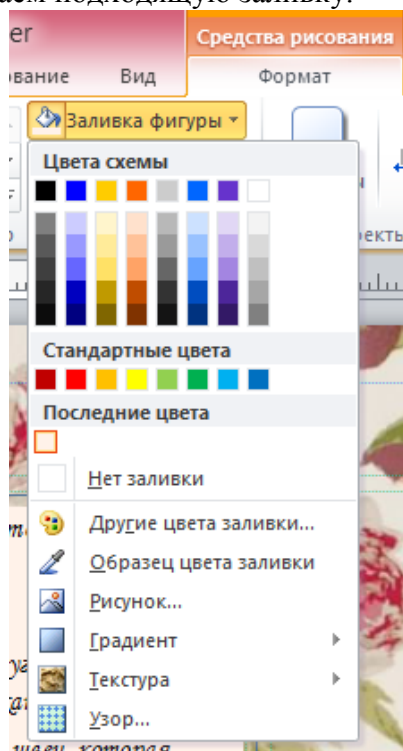 подходящую заливку.
er
Средства рисования
ование Вид Формат
Заливка фигуры
Цвета схемы
Стандартные цвета
Последние цвета
Нет заливки
Другие цвета заливки...
Образец цвета заливки
Рисунок...
Градиент
Текстура
Узор...
которая